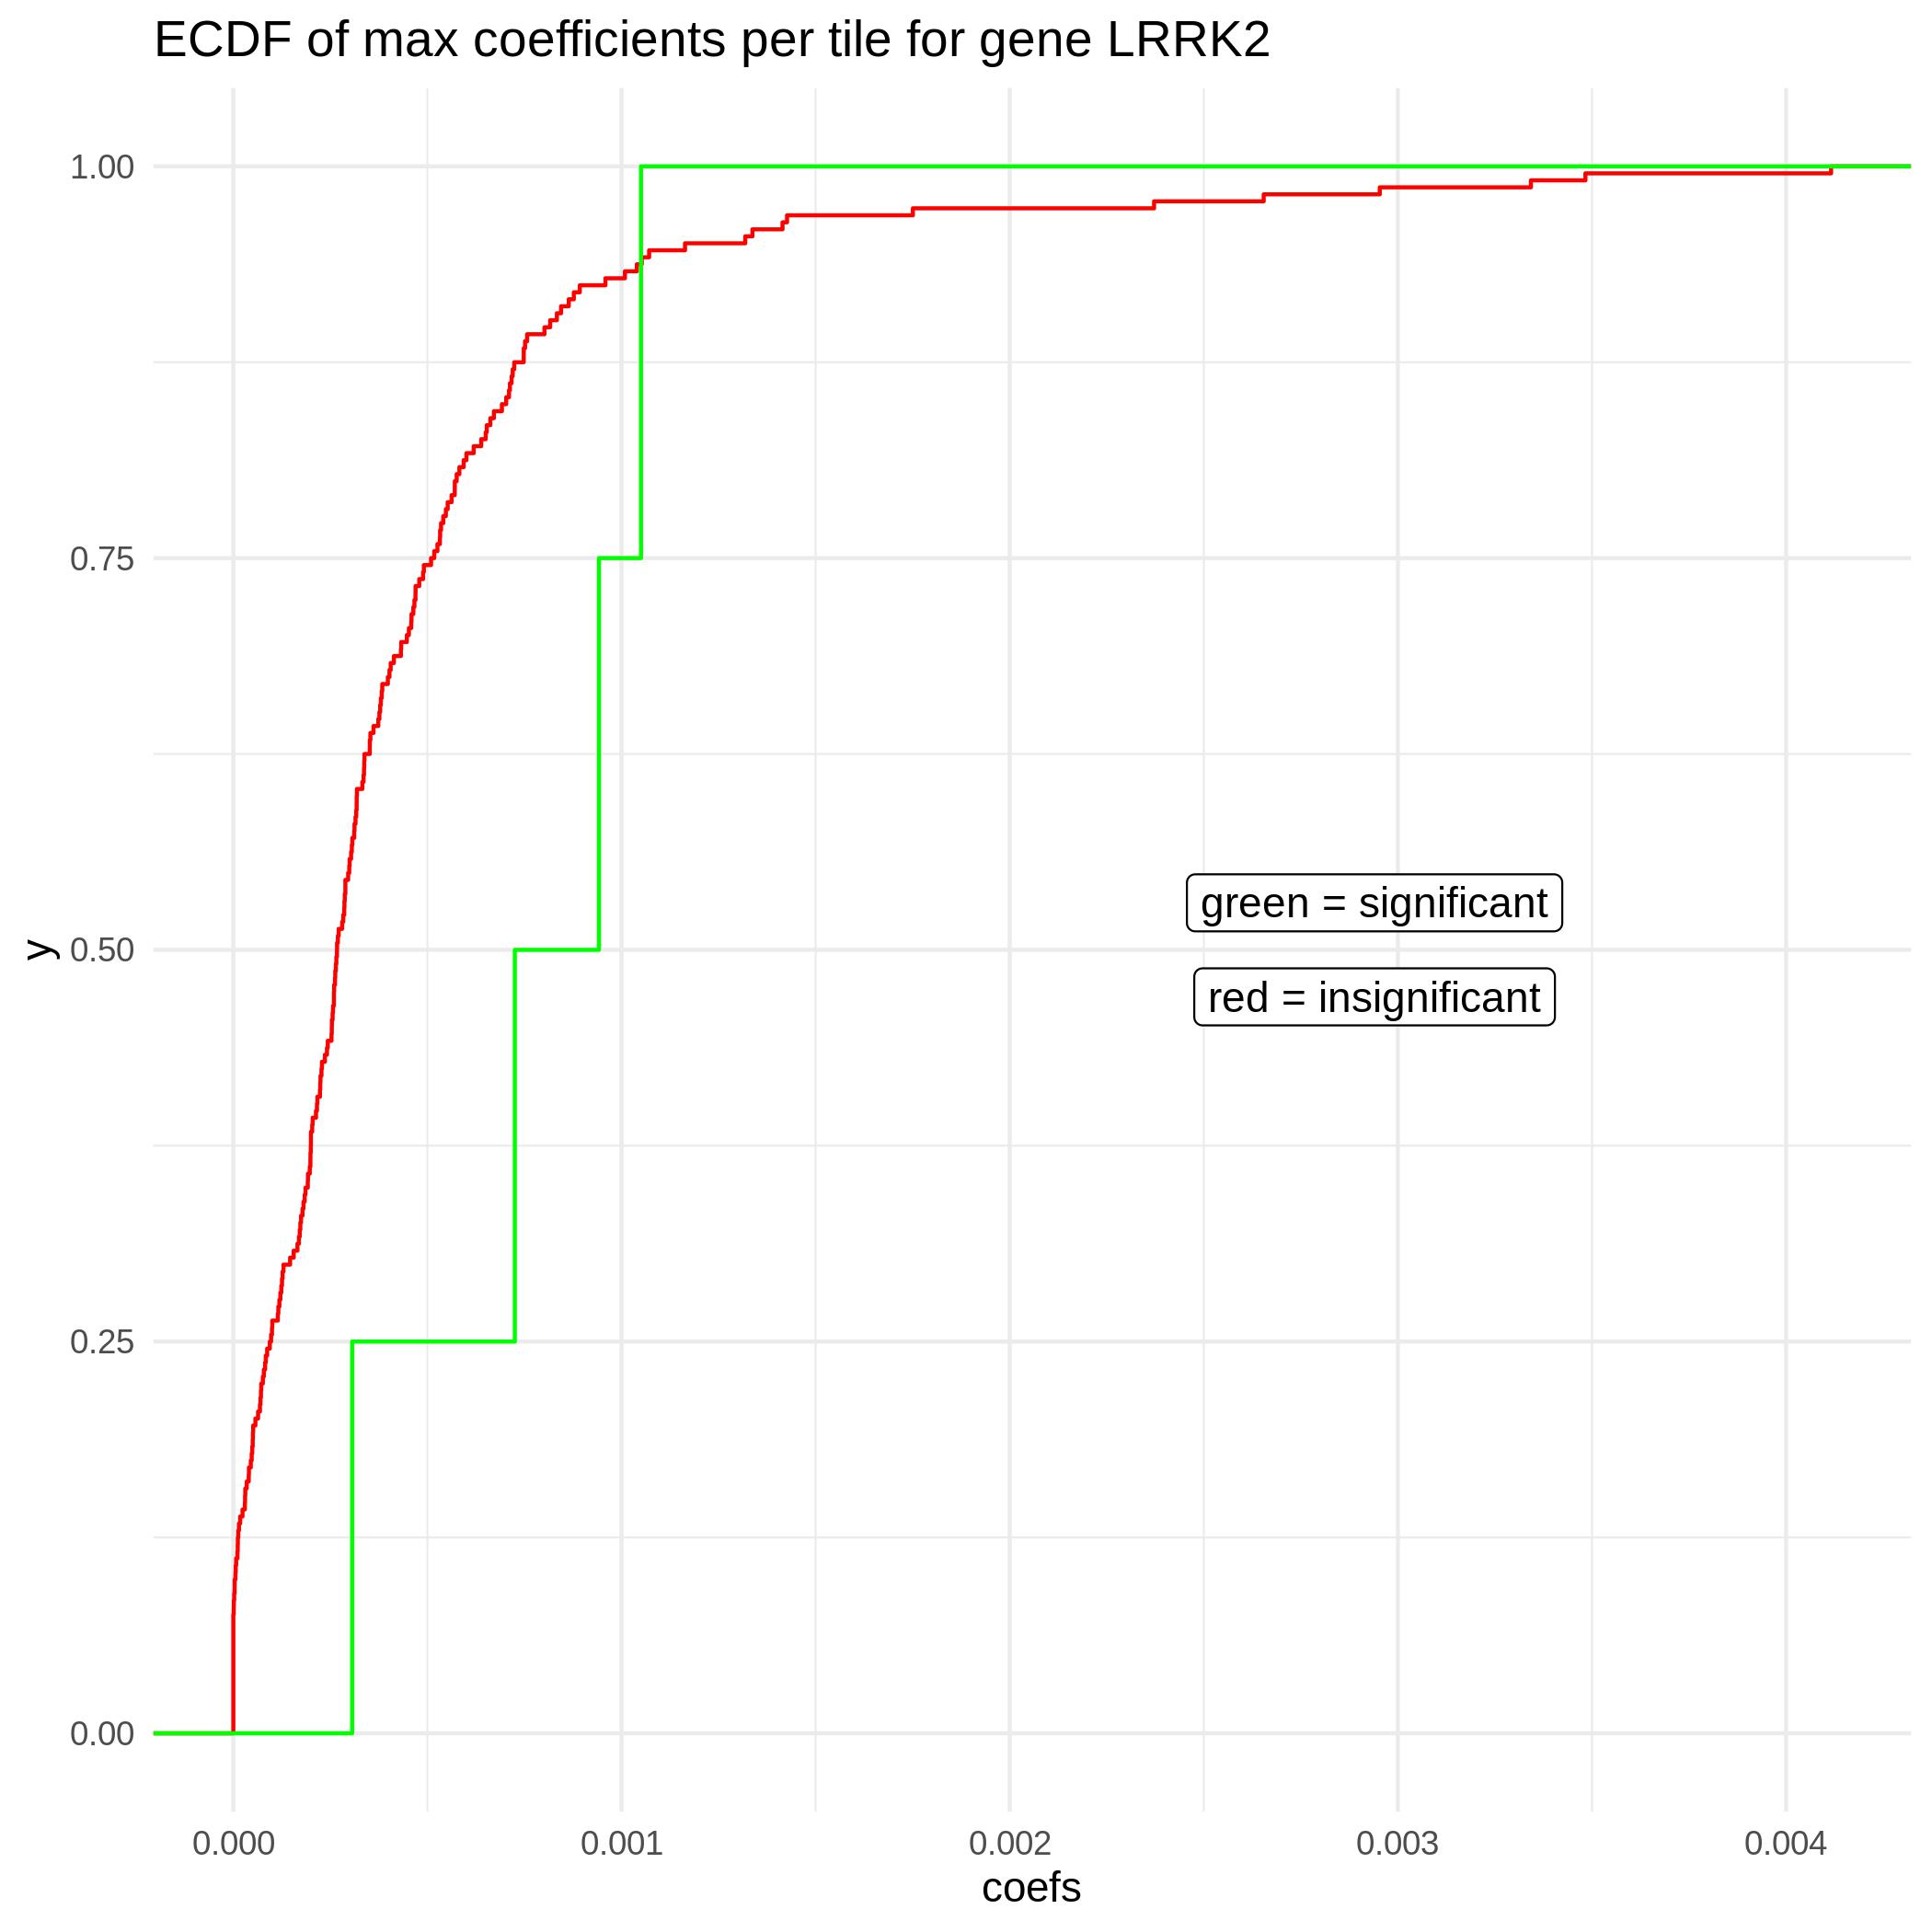 ECDF of max coefficients per tile for gene LRRK2
1.00
0.75
0.50
0.25
0.00
y
green = significant
red = insignificant
0.000 0.001 0.002 0.003 0.004
coefs